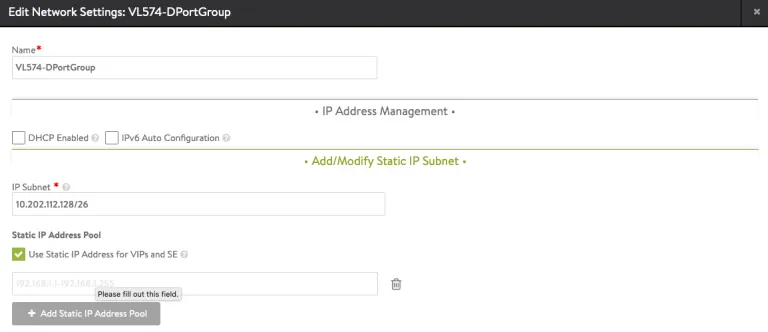 Edit Network Settings: VL574-DPortGroup
Name*
VL574-DPortGroup
• IP Address Management •
DHCP Enabled
IPv6 Auto Configuration
• Add/Modify Static IP Subnet •
IP Subnet *
10.202.112.128/26
Static IP Address Pool
Use Static IP Address for VIPs and SE
192.168.1.1-192.168.1.255
Please fill out this field.
+ Add Static IP Address Pool